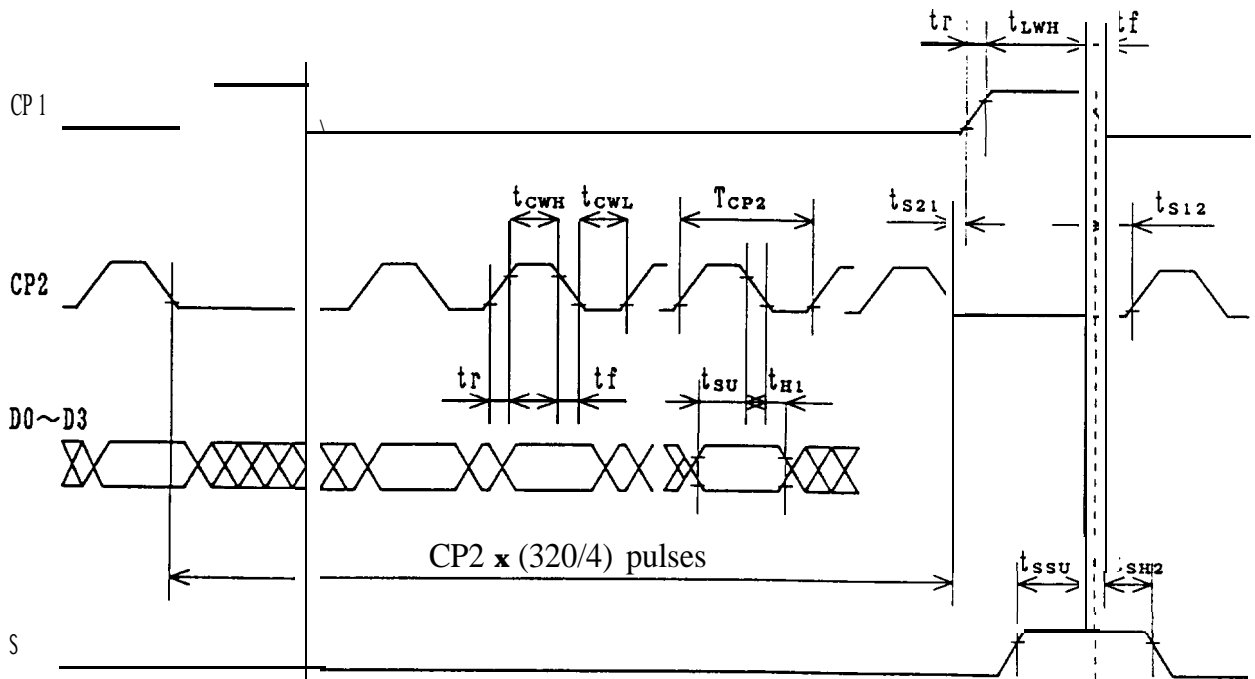 tr tLWH tf
CP1
tS21 tS12
tCWH tCWL TCP2
CP2
tr tf tSU tH1
D0～D3
CP2 x (320/4) pulses
tSSU SH2
S